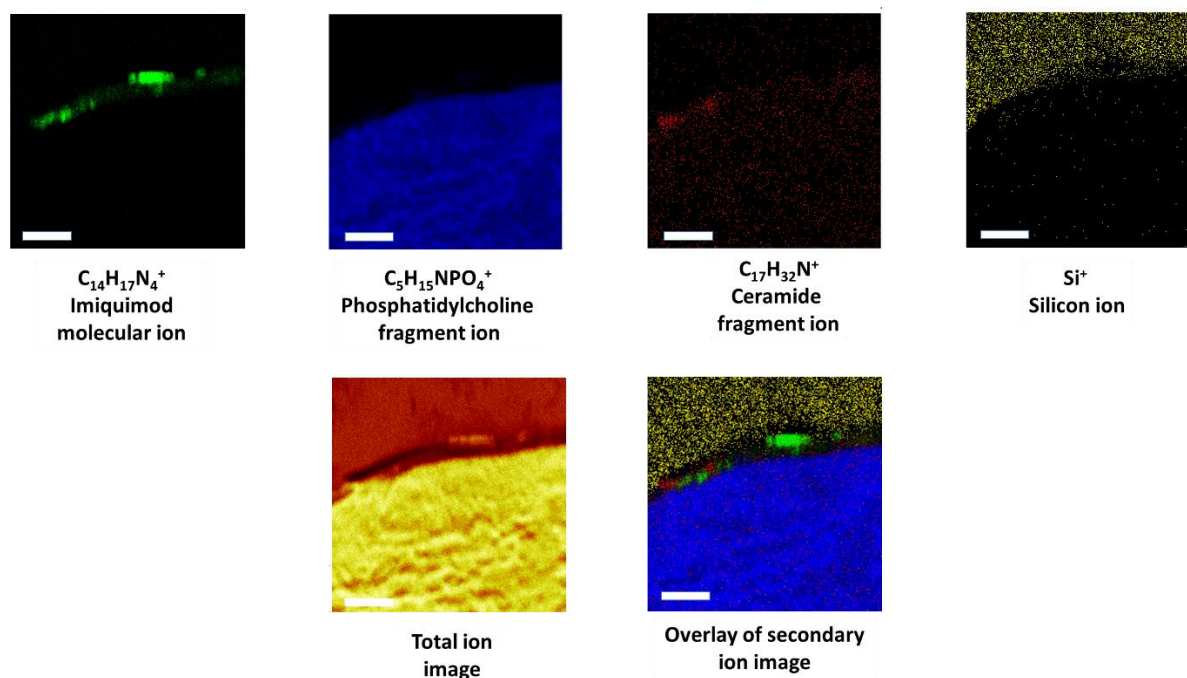 C₁₄H₁₇N₄⁺
Imiquimod
molecular ion
C₅H₁₅NPO₄⁺
Phosphatidylcholine
fragment ion
C₁₇H₃₂N⁺
Ceramide
fragment ion
Si⁺
Silicon ion
Total ion
image
Overlay of secondary
ion image